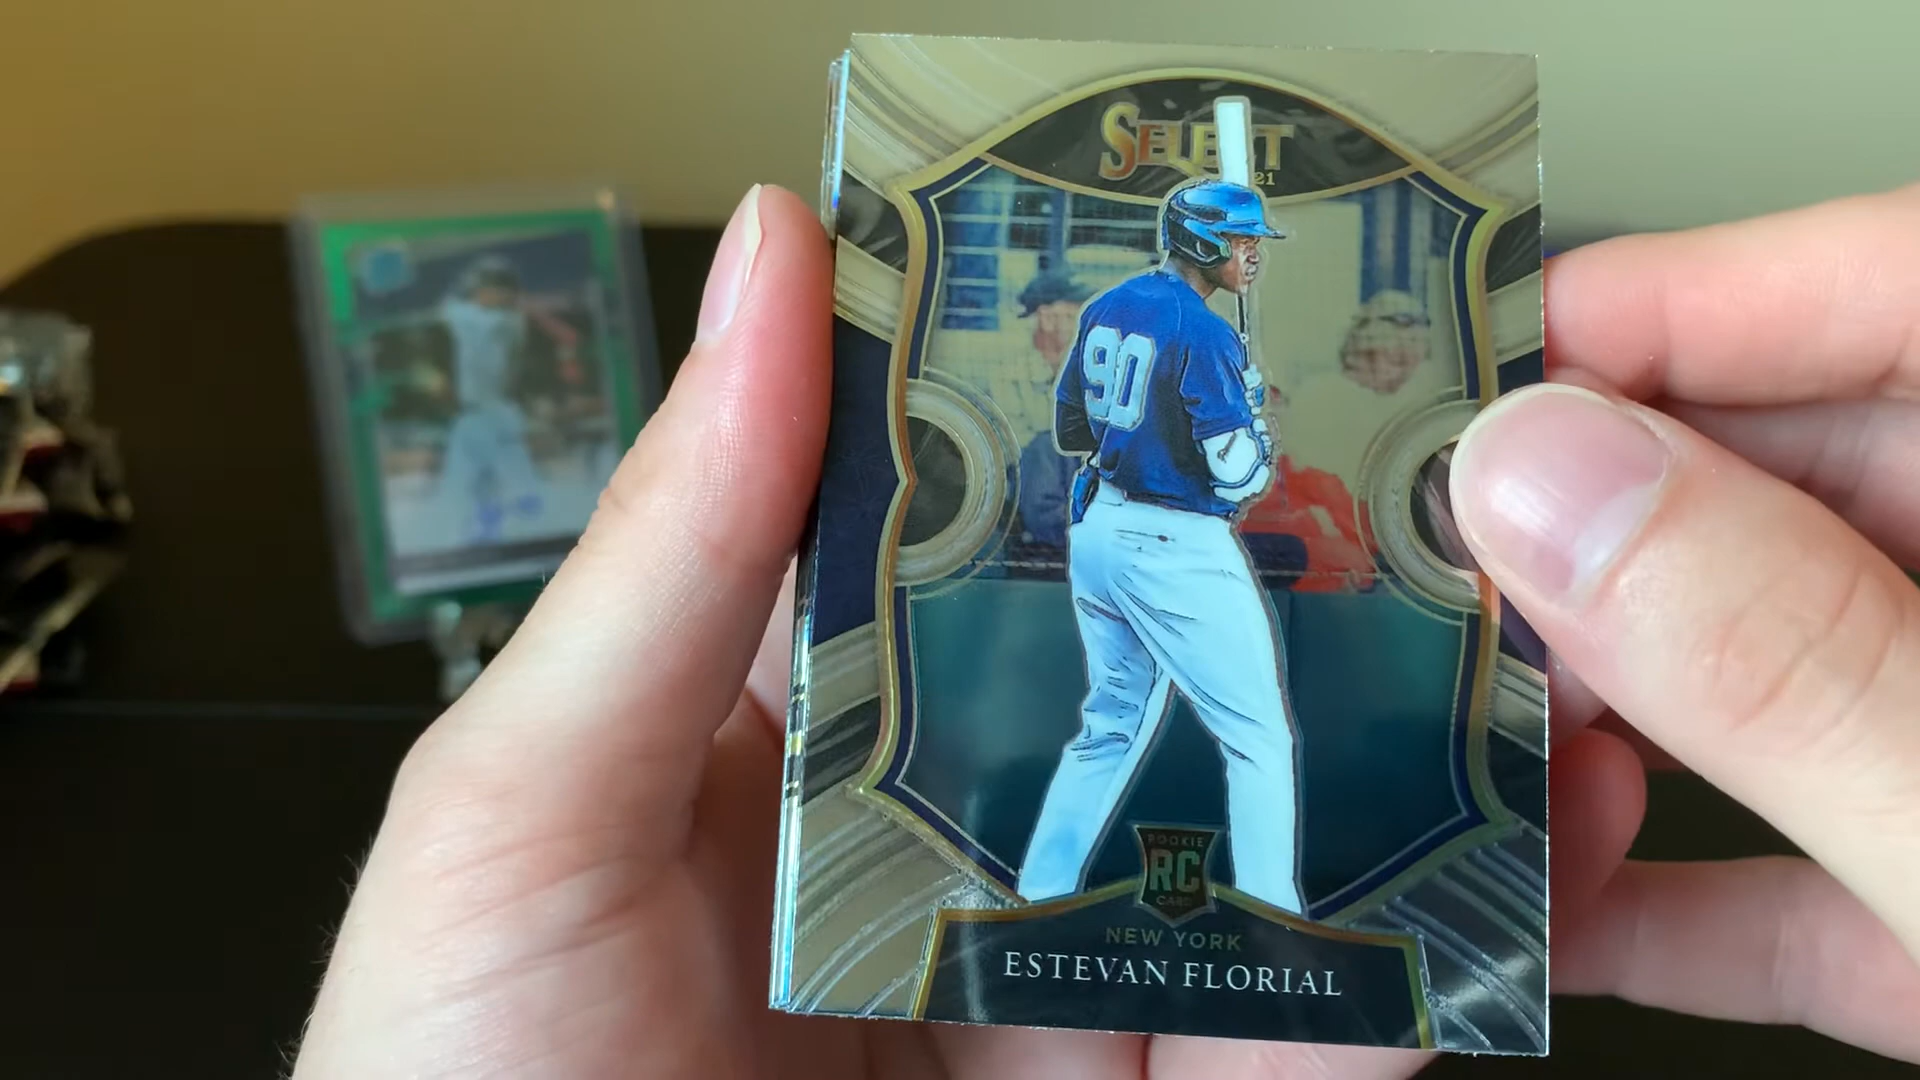 SELECT
21
90
ROOKIE
RC
CARD
NEW YORK
ESTEVAN FLORIAL